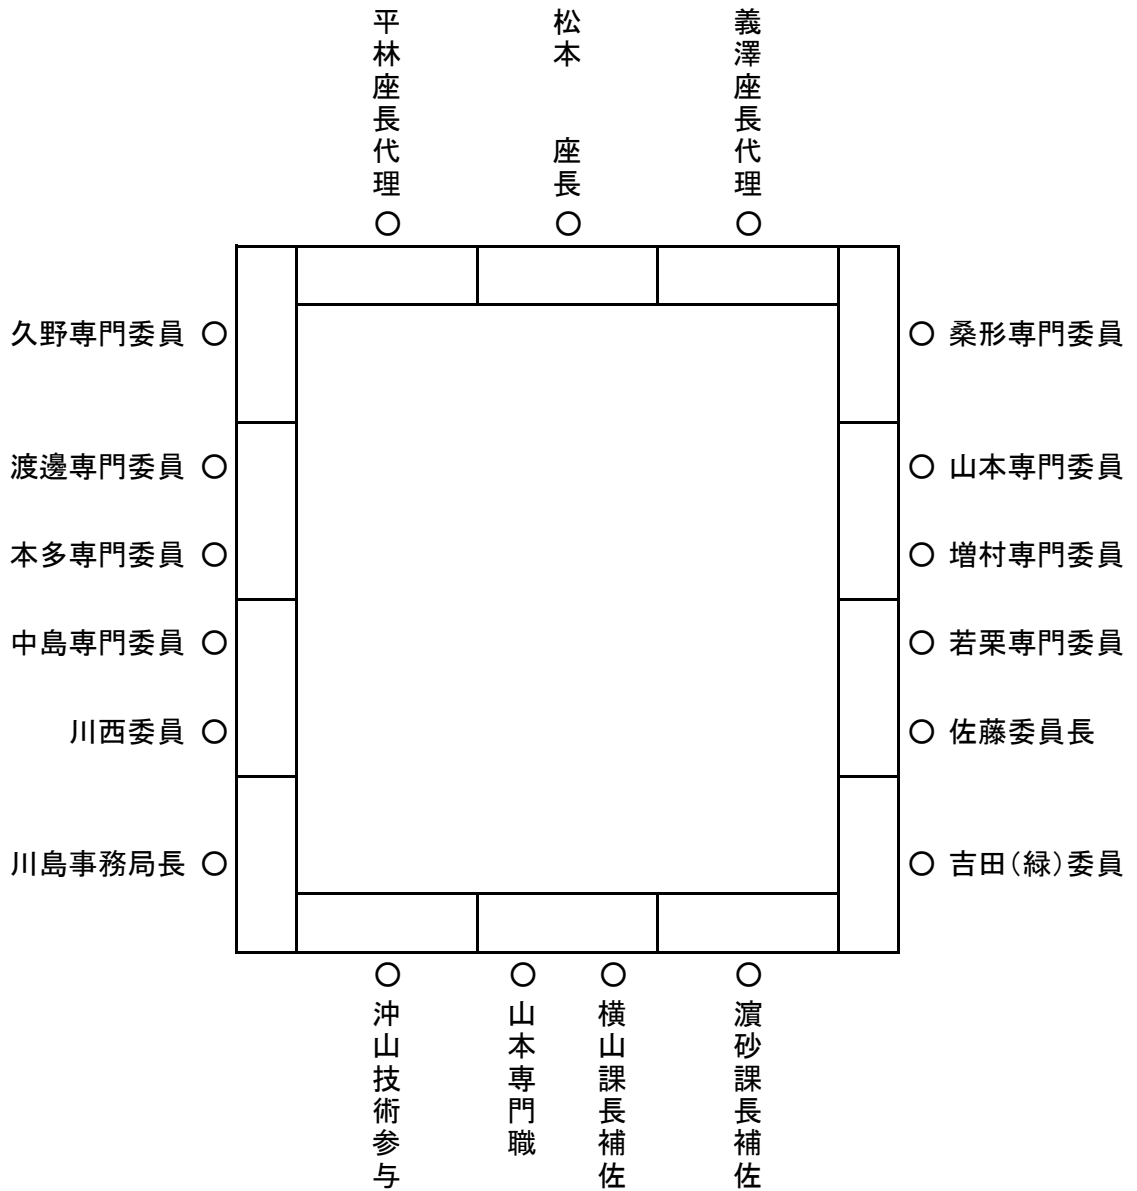 平林座長代理
松本　座長
義澤座長代理
久野専門委員
桑形専門委員
渡邊専門委員
山本専門委員
本多専門委員
増村専門委員
中島専門委員
若栗専門委員
川西委員
佐藤委員長
川島事務局長
吉田（緑）委員
沖山技術参与
山本専門職
横山課長補佐
濵砂課長補佐